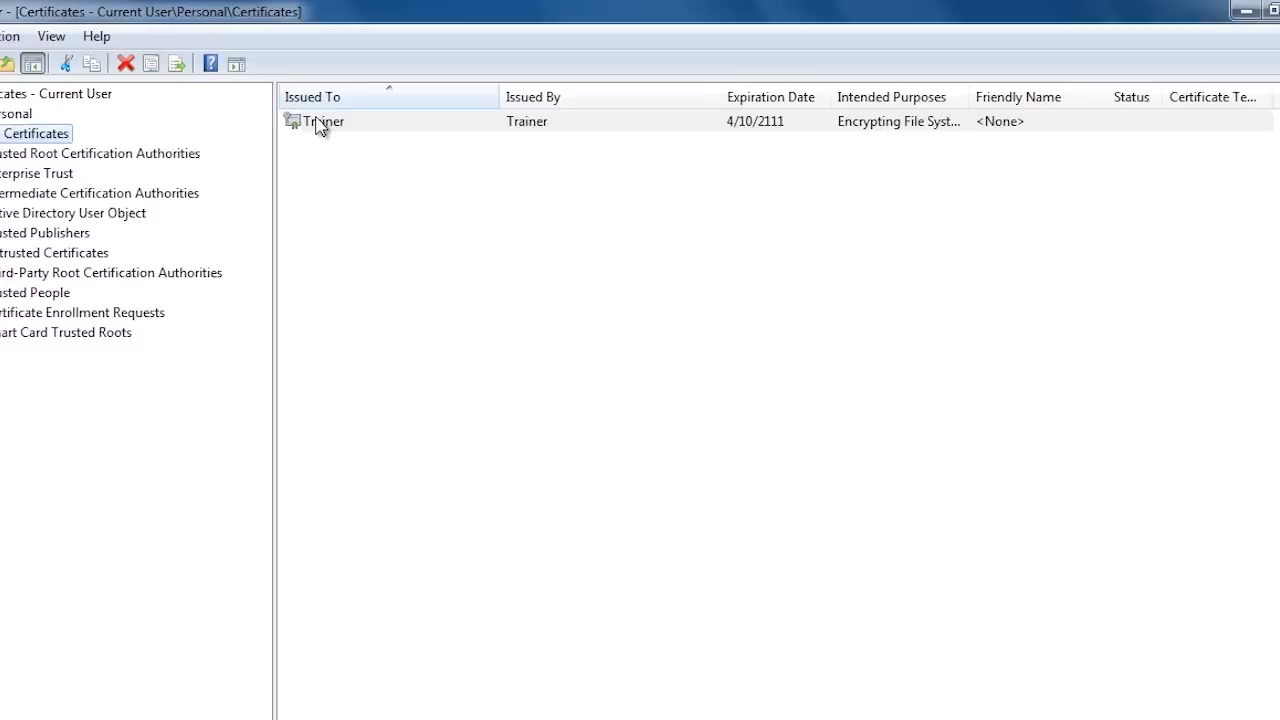 r - [Certificates - Current User\Personal\Certificates]
ion View Help
cates - Current User
rsonal
Certificates
usted Root Certification Authorities
terprise Trust
termediate Certification Authorities
tive Directory User Object
usted Publishers
trusted Certificates
ird-Party Root Certification Authorities
usted People
rtificate Enrollment Requests
nart Card Trusted Roots
Issued To Issued By Expiration Date Intended Purposes Friendly Name Status Certificate Te...
Trainer Trainer 4/10/2111 Encrypting File Syst... <None>